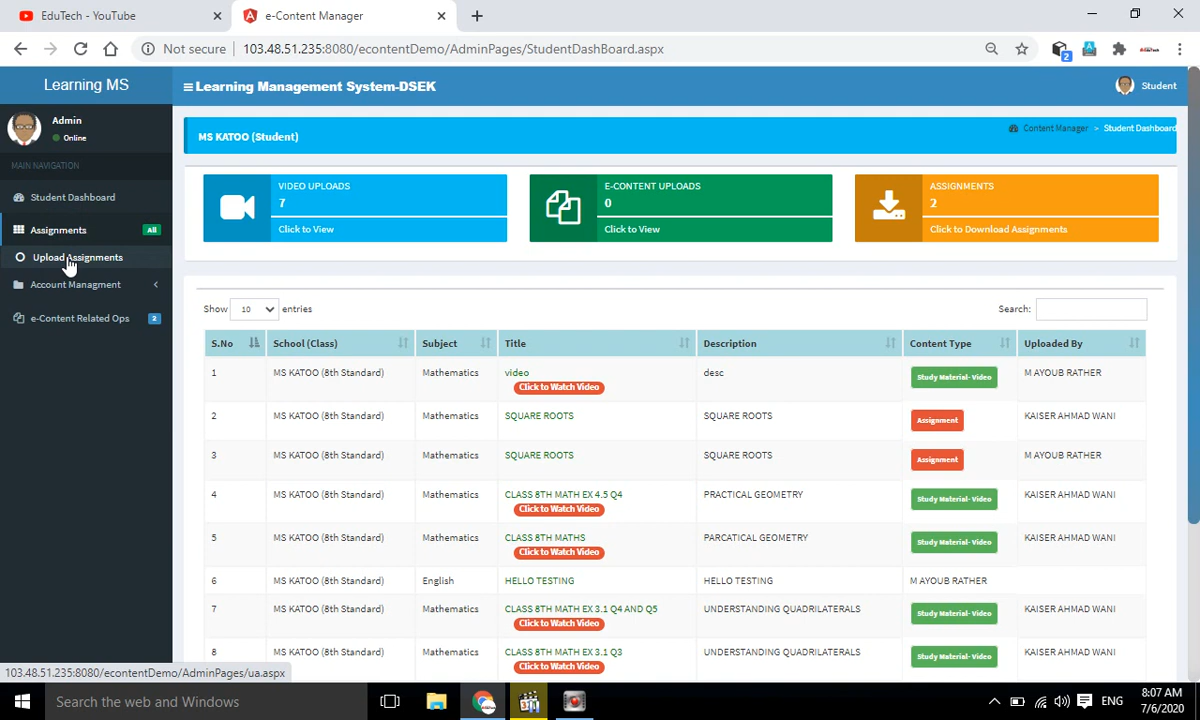 EduTech - YouTube
e-Content Manager
Not secure
103.48.51.235:8080/econtentDemo/AdminPages/StudentDashBoard.aspx
2
Learning MS
Learning Management System-DSEK
Student
Admin
Online
MAIN NAVIGATION
Student Dashboard
Assignments
All
Upload Assignments
Account Managment
e-Content Related Ops
2
MS KATOO (Student)
Content Manager > Student Dashboard
VIDEO UPLOADS
7
Click to View
E-CONTENT UPLOADS
0
Click to View
ASSIGNMENTS
2
Click to Download Assignments
Show 10 entries
Search:
S.No School (Class) Subject Title Description Content Type Uploaded By
1 MS KATOO (8th Standard) Mathematics video desc Study Material- Video M AYOUB RATHER
Click to Watch Video
2 MS KATOO (8th Standard) Mathematics SQUARE ROOTS SQUARE ROOTS Assignment KAISER AHMAD WANI
3 MS KATOO (8th Standard) Mathematics SQUARE ROOTS SQUARE ROOTS Assignment M AYOUB RATHER
4 MS KATOO (8th Standard) Mathematics CLASS 8TH MATH EX 4.5 Q4 PRACTICAL GEOMETRY Study Material- Video KAISER AHMAD WANI
Click to Watch Video
5 MS KATOO (8th Standard) Mathematics CLASS 8TH MATHS PARCATICAL GEOMETRY Study Material- Video KAISER AHMAD WANI
Click to Watch Video
6 MS KATOO (8th Standard) English HELLO TESTING HELLO TESTING M AYOUB RATHER
7 MS KATOO (8th Standard) Mathematics CLASS 8TH MATH EX 3.1 Q4 AND Q5 UNDERSTANDING QUADRILATERALS Study Material- Video KAISER AHMAD WANI
Click to Watch Video
8 MS KATOO (8th Standard) Mathematics CLASS 8TH MATH EX 3.1 Q3 UNDERSTANDING QUADRILATERALS Study Material- Video KAISER AHMAD WANI
Click to Watch Video
103.48.51.235:8080/econtentDemo/AdminPages/ua.aspx
Search the web and Windows
ENG
8:07 AM
7/6/2020